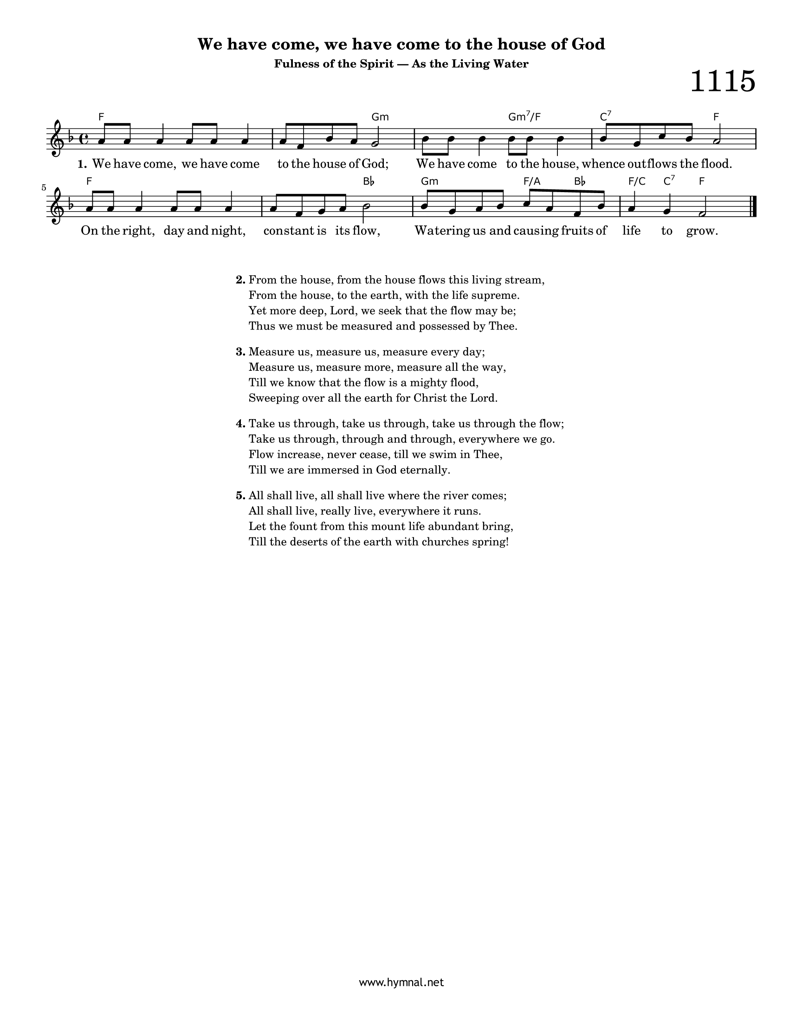 We have come, we have come to the house of God
Fulness of the Spirit — As the Living Water
1115
F Gm Gm7/F C7 F
1. We have come, we have come to the house of God; We have come to the house, whence outflows the flood.
F B♭ Gm F/A B♭ F/C C7 F
5
On the right, day and night, constant is its flow, Watering us and causing fruits of life to grow.
2. From the house, from the house flows this living stream,
From the house, to the earth, with the life supreme.
Yet more deep, Lord, we seek that the flow may be;
Thus we must be measured and possessed by Thee.
3. Measure us, measure us, measure every day;
Measure us, measure more, measure all the way,
Till we know that the flow is a mighty flood,
Sweeping over all the earth for Christ the Lord.
4. Take us through, take us through, take us through the flow;
Take us through, through and through, everywhere we go.
Flow increase, never cease, till we swim in Thee,
Till we are immersed in God eternally.
5. All shall live, all shall live where the river comes;
All shall live, really live, everywhere it runs.
Let the fount from this mount life abundant bring,
Till the deserts of the earth with churches spring!
www.hymnal.net